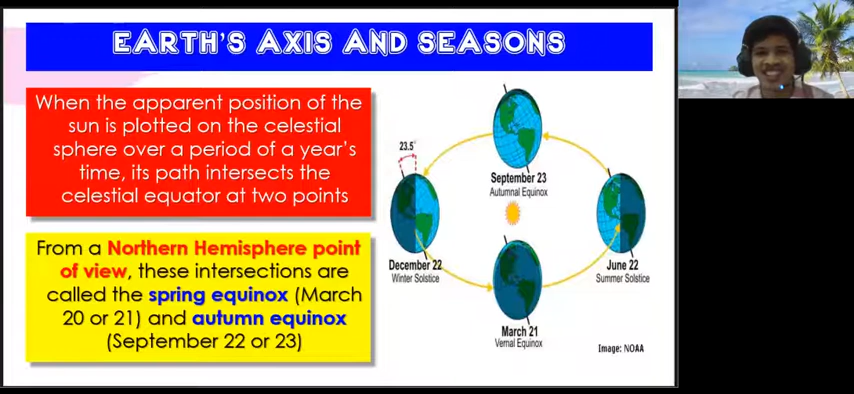 EARTH'S AXIS AND SEASONS
When the apparent position of the
sun is plotted on the celestial
sphere over a period of a year's
time, its path intersects the
celestial equator at two points
From a Northern Hemisphere point
of view, these intersections are
called the spring equinox (March
20 or 21) and autumn equinox
(September 22 or 23)
23.5°
September 23
Autumnal Equinox
December 22
Winter Solstice
June 22
Summer Solstice
March 21
Vernal Equinox
Image: NOAA